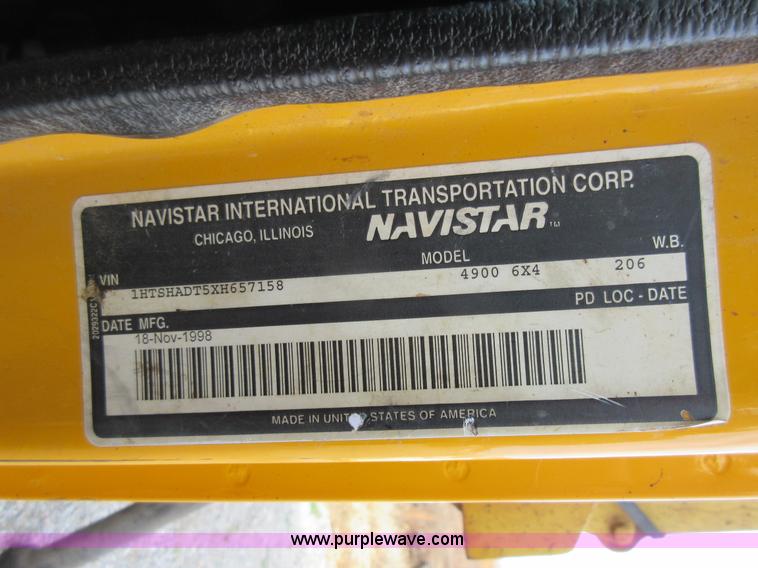 NAVISTAR INTERNATIONAL TRANSPORTATION CORP.
CHICAGO, ILLINOIS NAVISTAR TM
VIN MODEL W.B.
1HTSHADT5XH657158 4900 6X4 206
DATE MFG. PD LOC - DATE
18-Nov-1998
MADE IN UNITED STATES OF AMERICA
www.purplewave.com